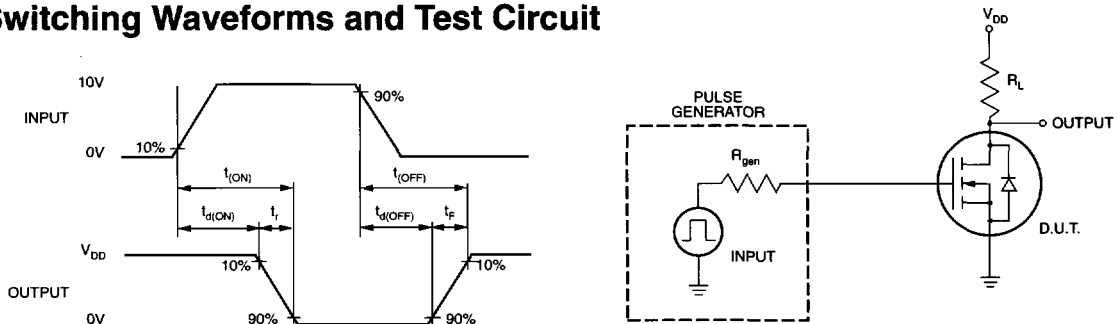 Switching Waveforms and Test Circuit
10V
INPUT
0V
10%
90%
t(ON)
t(OFF)
td(ON)
tr
td(OFF)
tF
VDD
10%
10%
OUTPUT
0V
90%
90%
VDD
RL
PULSE
GENERATOR
OUTPUT
Rgen
INPUT
D.U.T.